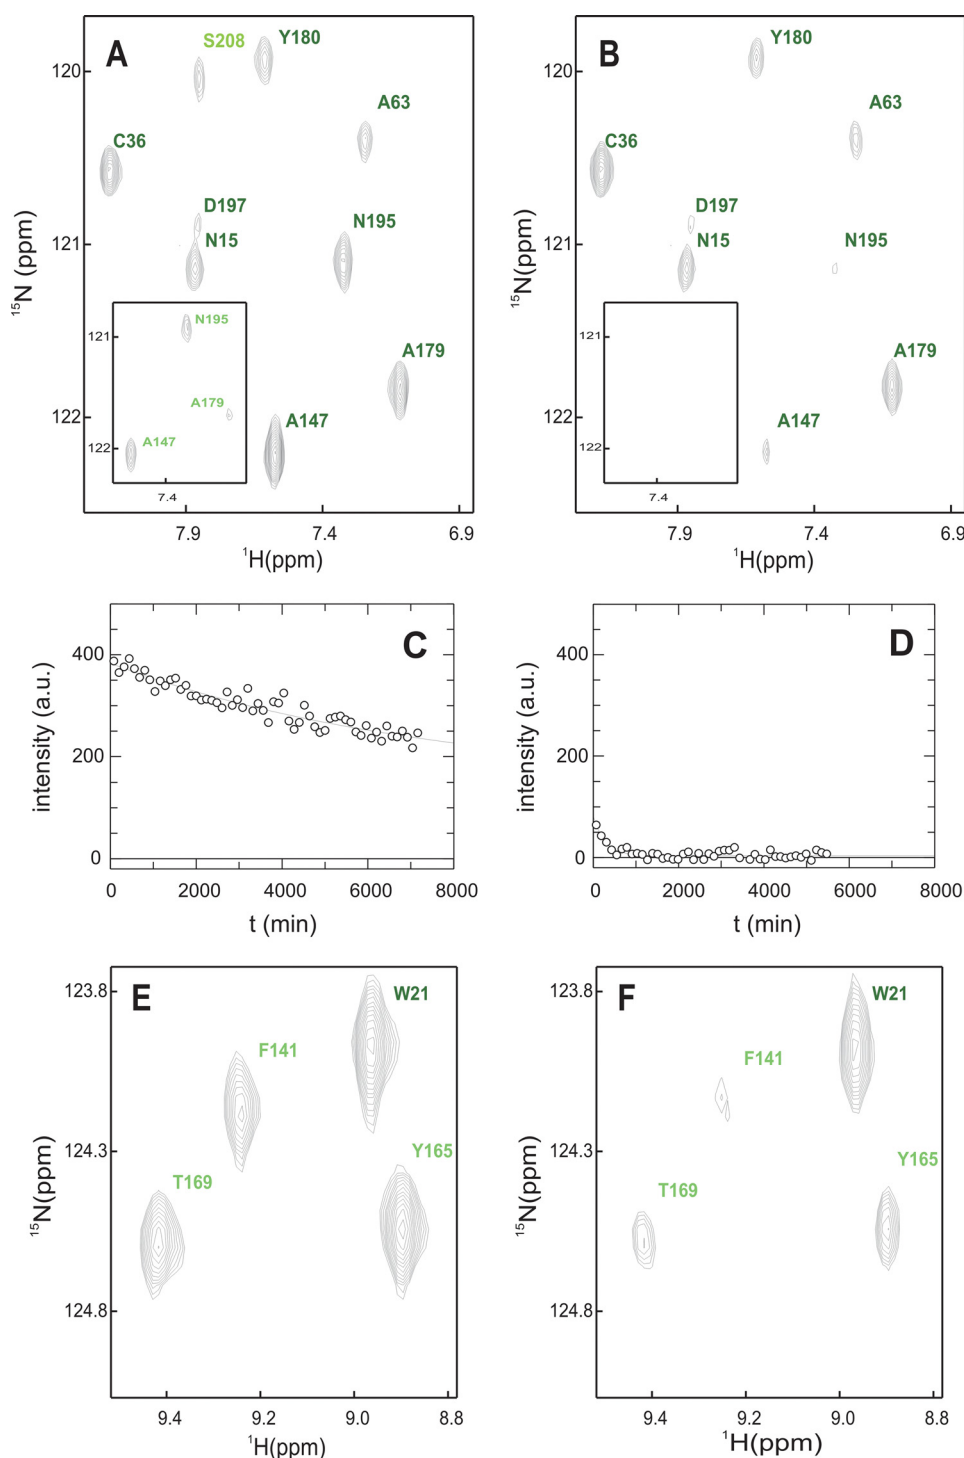 A
S208
Y180
120
A63
C36
D197
N195
N15
121
¹⁵N (ppm)
N195
121
A179
A179
A147
A147
122
122
7.4
7.9
7.4
6.9
¹H(ppm)
B
Y180
120
A63
C36
D197
N15
N195
121
¹⁵N(ppm)
121
A179
A147
122
122
7.4
7.9
7.4
6.9
¹H(ppm)
C
400
200
0
intensity (a.u.)
0
2000
4000
6000
8000
t (min)
D
400
200
0
intensity (a.u.)
0
2000
4000
6000
8000
t (min)
E
123.8
W21
F141
124.3
Y165
T169
¹⁵N(ppm)
124.8
9.4
9.2
9.0
8.8
¹H(ppm)
F
123.8
W21
F141
124.3
Y165
T169
¹⁵N(ppm)
124.8
9.4
9.2
9.0
8.8
¹H(ppm)